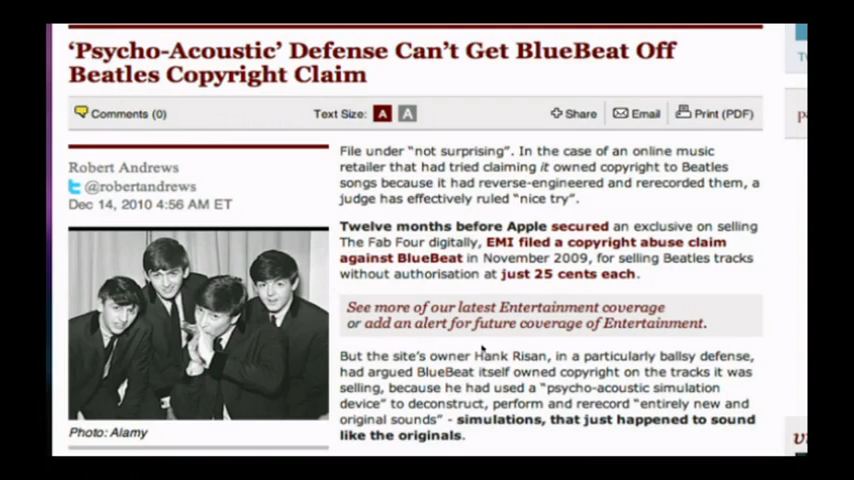 ‘Psycho-Acoustic’ Defense Can’t Get BlueBeat Off
Beatles Copyright Claim
Comments (0) Text Size: A A Share Email Print (PDF)
Robert Andrews
@robertandrews
Dec 14, 2010 4:56 AM ET
Photo: Alamy
File under “not surprising”. In the case of an online music
retailer that had tried claiming it owned copyright to Beatles
songs because it had reverse-engineered and rerecorded them, a
judge has effectively ruled “nice try”.
Twelve months before Apple secured an exclusive on selling
The Fab Four digitally, EMI filed a copyright abuse claim
against BlueBeat in November 2009, for selling Beatles tracks
without authorisation at just 25 cents each.
See more of our latest Entertainment coverage
or add an alert for future coverage of Entertainment.
But the site’s owner Hank Risan, in a particularly ballsy defense,
had argued BlueBeat itself owned copyright on the tracks it was
selling, because he had used a “psycho-acoustic simulation
device” to deconstruct, perform and rerecord “entirely new and
original sounds” - simulations, that just happened to sound
like the originals.